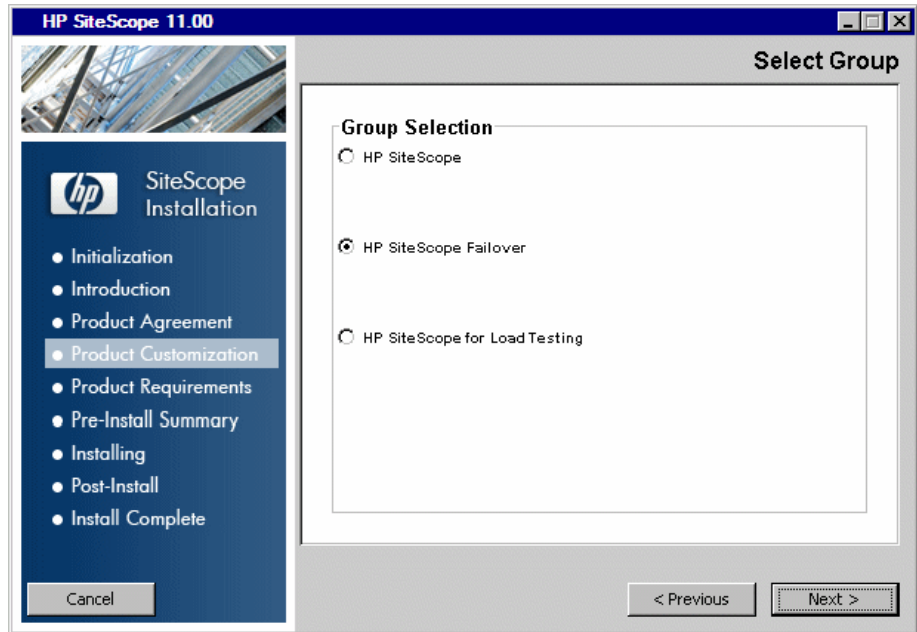 HP SiteScope 11.00
Select Group
hp
SiteScope
Installation
Initialization
Introduction
Product Agreement
Product Customization
Product Requirements
Pre-Install Summary
Installing
Post-Install
Install Complete
Group Selection
HP SiteScope
HP SiteScope Failover
HP SiteScope for Load Testing
Cancel
< Previous
Next >